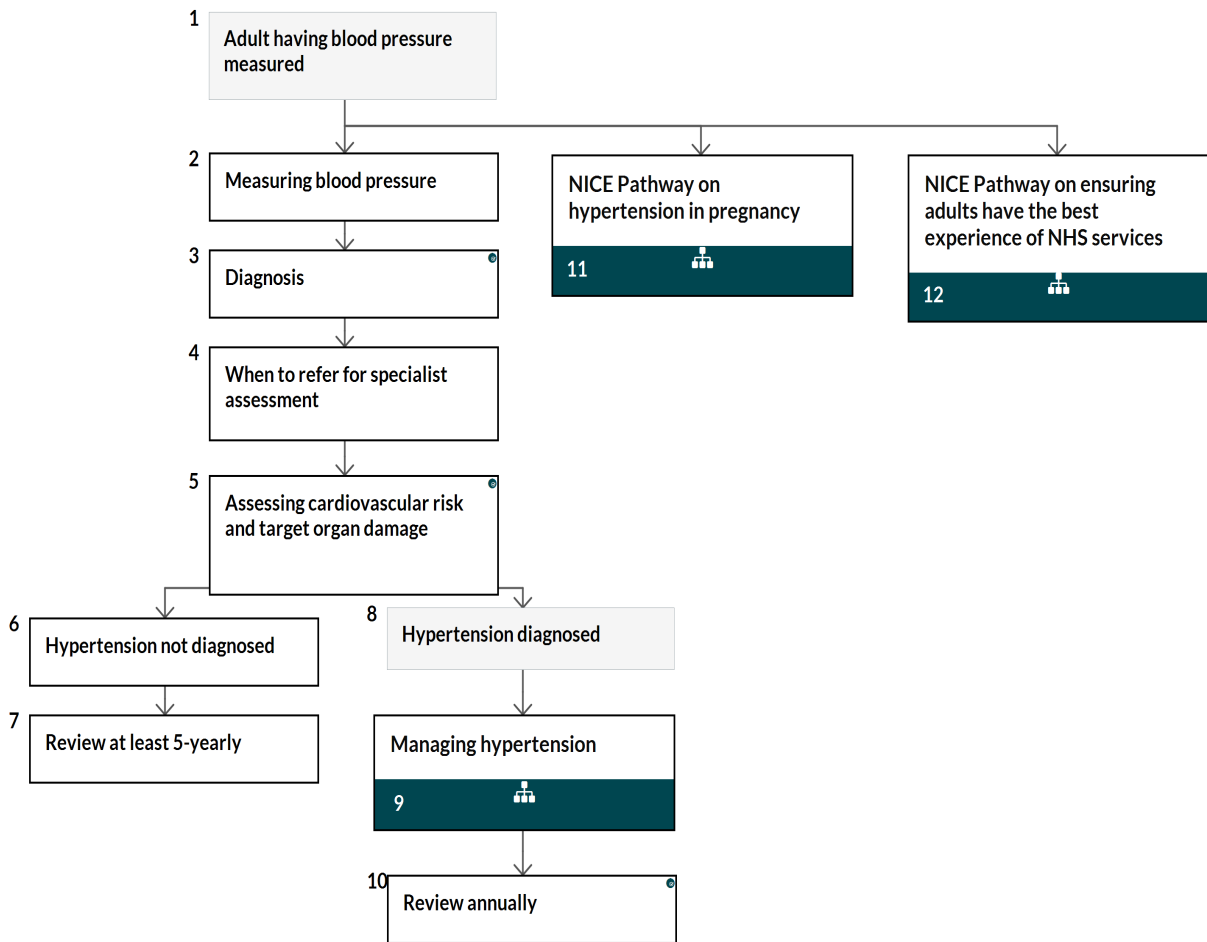 1
Adult having blood pressure
measured
2
Measuring blood pressure
NICE Pathway on
hypertension in pregnancy
11
NICE Pathway on ensuring
adults have the best
experience of NHS services
12
3
Diagnosis
4
When to refer for specialist
assessment
5
Assessing cardiovascular risk
and target organ damage
6
Hypertension not diagnosed
7
Review at least 5-yearly
8
Hypertension diagnosed
Managing hypertension
9
10
Review annually